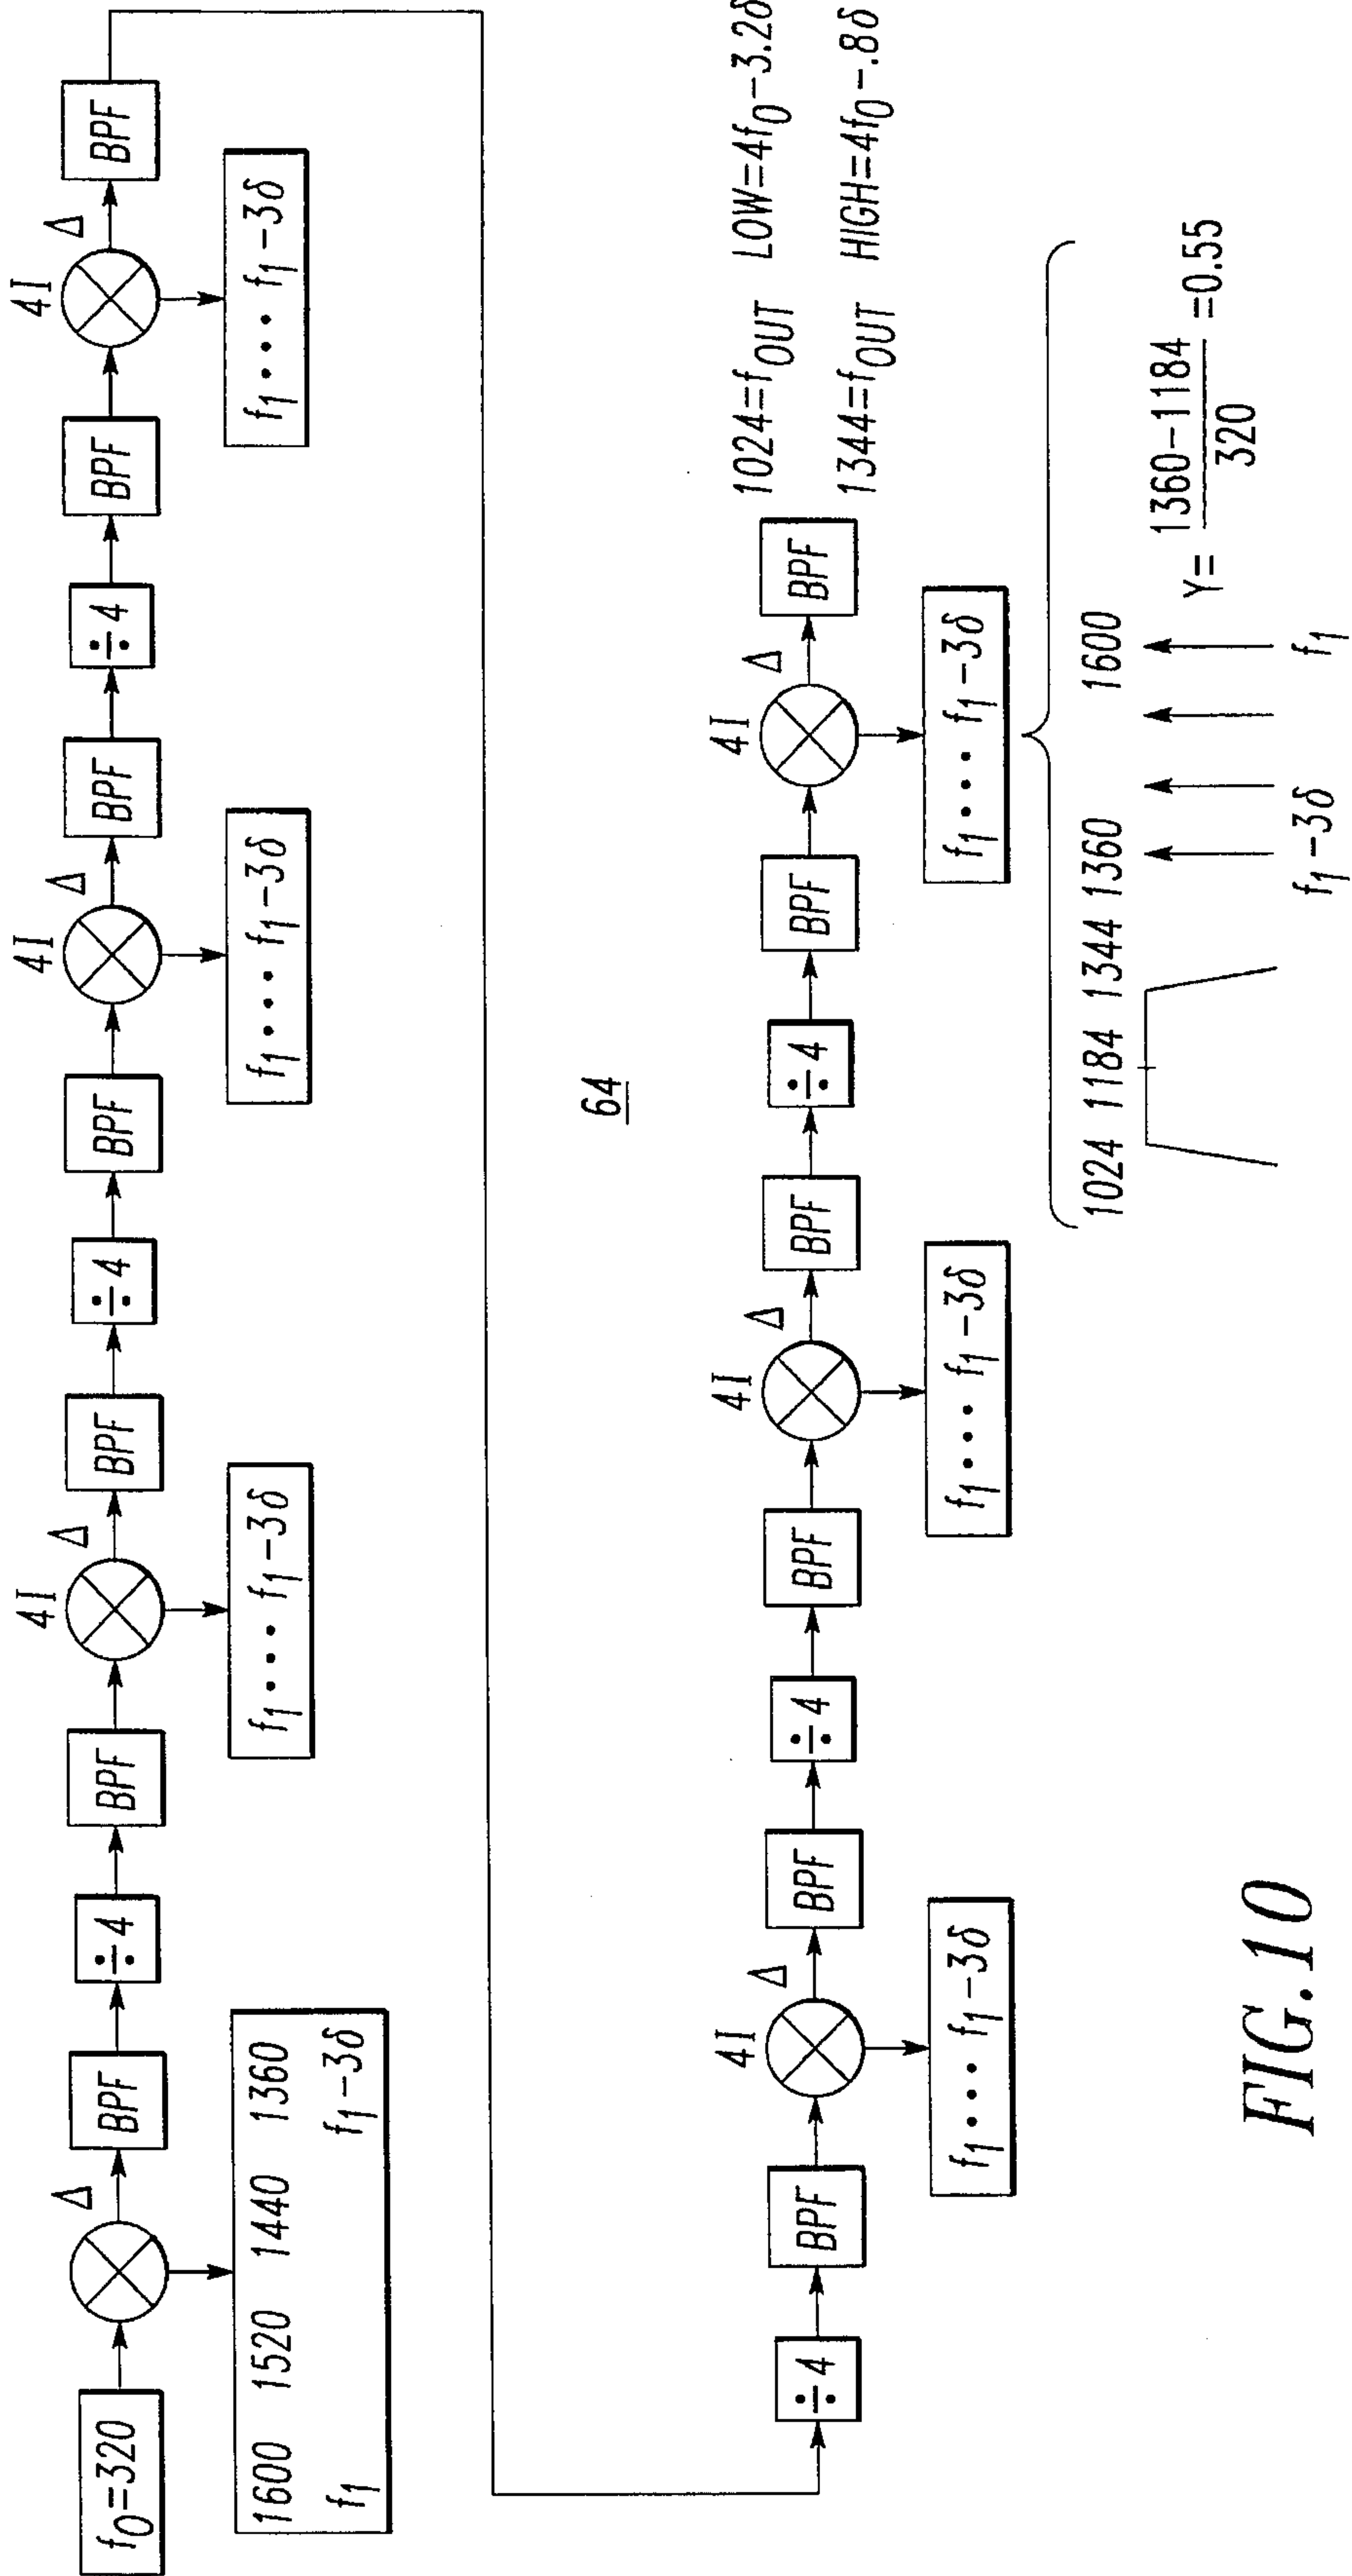 f0=320
1600 1520 1440 1360
f1 f1-3δ
Δ
BPF
÷4
BPF
4I
Δ
f1••• f1-3δ
BPF
÷4
BPF
4I
Δ
f1••• f1-3δ
BPF
÷4
BPF
4I
Δ
f1••• f1-3δ
BPF
64
÷4
BPF
4I
Δ
f1••• f1-3δ
BPF
÷4
BPF
4I
Δ
f1••• f1-3δ
BPF
÷4
BPF
4I
Δ
f1••• f1-3δ
BPF
1024=fOUT LOW=4f0-3.2δ
1344=fOUT HIGH=4f0-.8δ
1024 1184 1344 1360 1600
f1-3δ f1
Y= 1360-1184 =0.55
320
FIG. 10